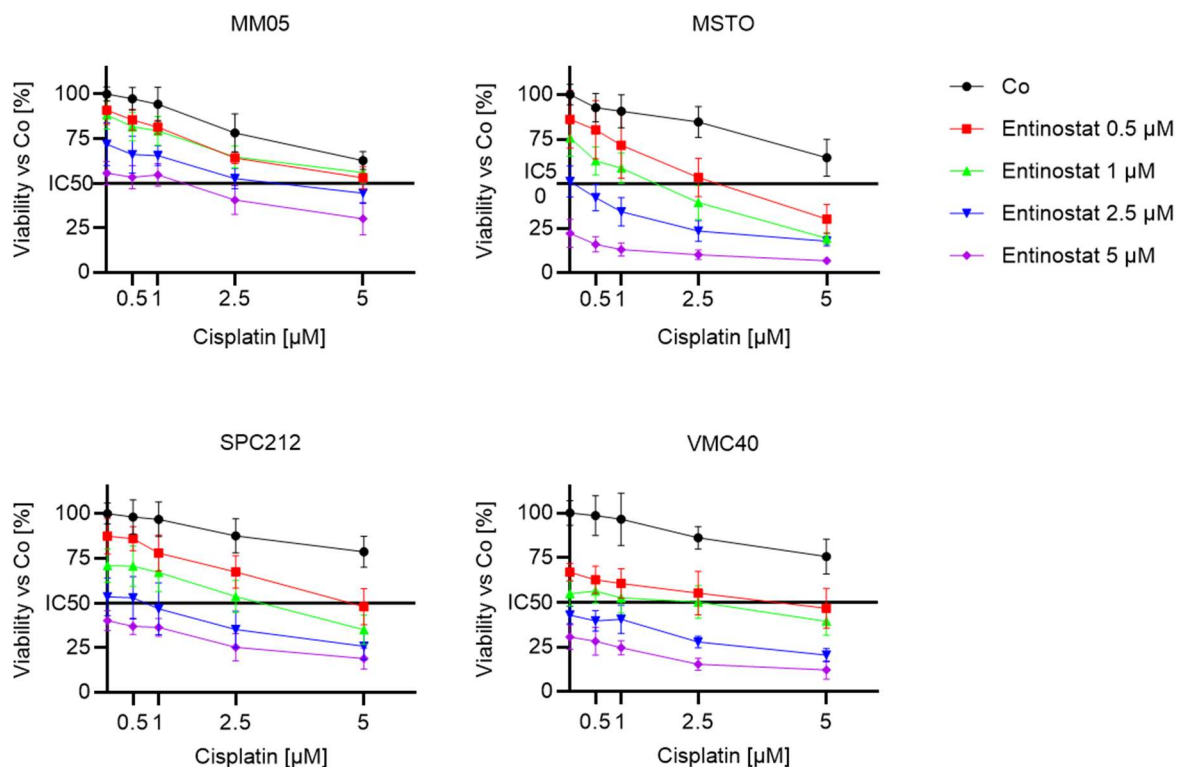 MM05
Viability vs Co [%]
100
75
IC50
25
0
0.5 1 2.5 5
Cisplatin [µM]
MSTO
Viability vs Co [%]
100
75
IC5
0
25
0
0.5 1 2.5 5
Cisplatin [µM]
Co
Entinostat 0.5 µM
Entinostat 1 µM
Entinostat 2.5 µM
Entinostat 5 µM
SPC212
Viability vs Co [%]
100
75
IC50
25
0
0.5 1 2.5 5
Cisplatin [µM]
VMC40
Viability vs Co [%]
100
75
IC50
25
0
0.5 1 2.5 5
Cisplatin [µM]